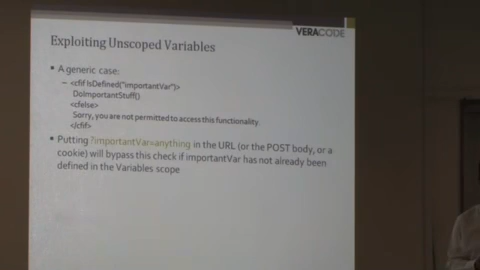 VERACODE
Exploiting Unscoped Variables
▪ A generic case:
– <cfif IsDefined("importantVar")>
DoImportantStuff()
<cfelse>
Sorry, you are not permitted to access this functionality.
</cfif>
▪ Putting ?importantVar=anything in the URL (or the POST body, or a
cookie) will bypass this check if importantVar has not already been
defined in the Variables scope